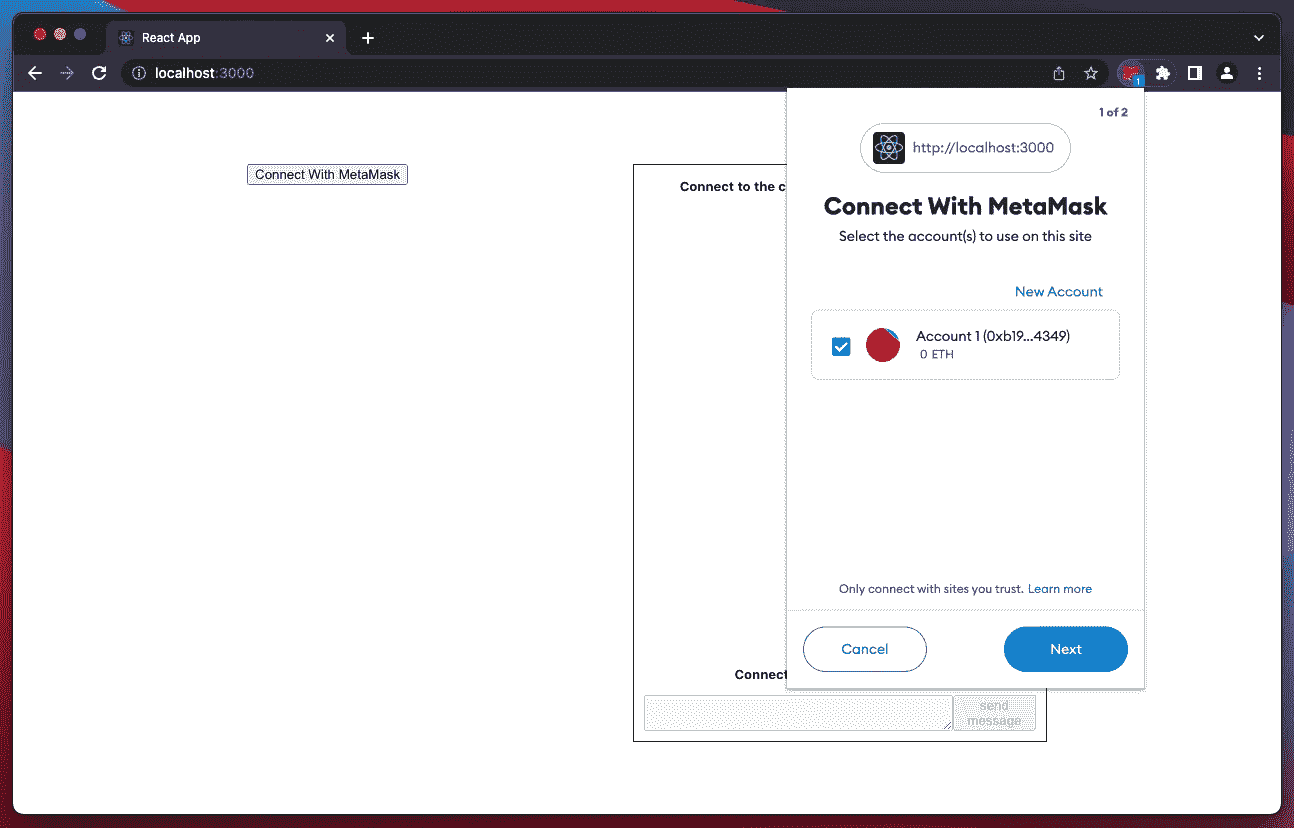 React App
localhost:3000
1
1 of 2
http://localhost:3000
Connect With MetaMask
Connect to the c
Connect With MetaMask
Select the account(s) to use on this site
New Account
Account 1 (0xb19...4349)
0 ETH
Only connect with sites you trust. Learn more
Cancel
Next
Connect
send
message